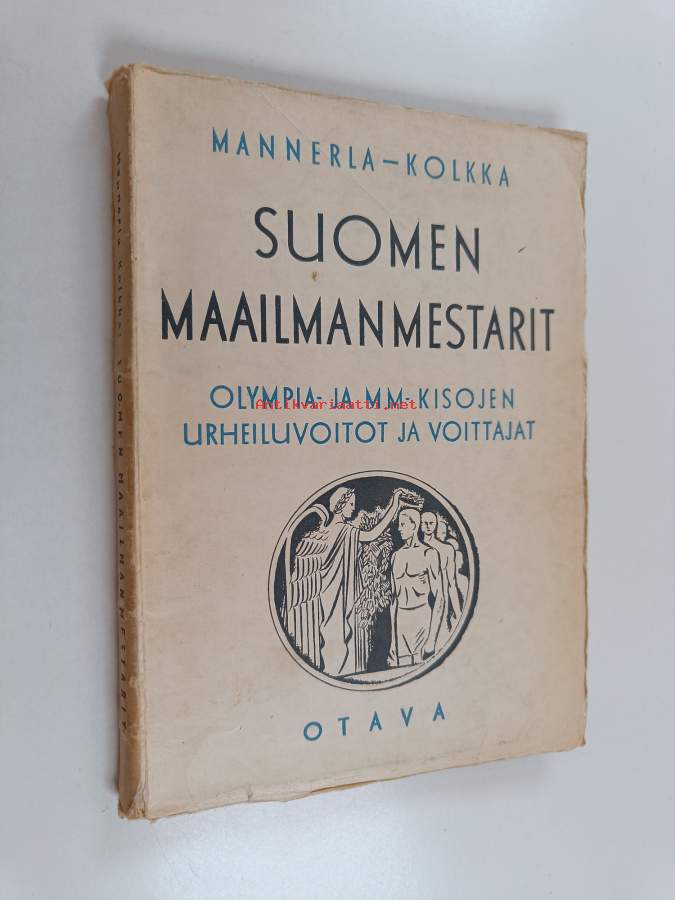 MANNERLA—KOLKKA
SUOMEN
MAAILMANMESTARIT
OLYMPIA- JA MM-KISOJEN
Antikvariaatti.net
URHEILUVOITOT JA VOITTAJAT
OTAVA
Mannerla Kolkka: SUOMEN MAAILMANMESTARIT